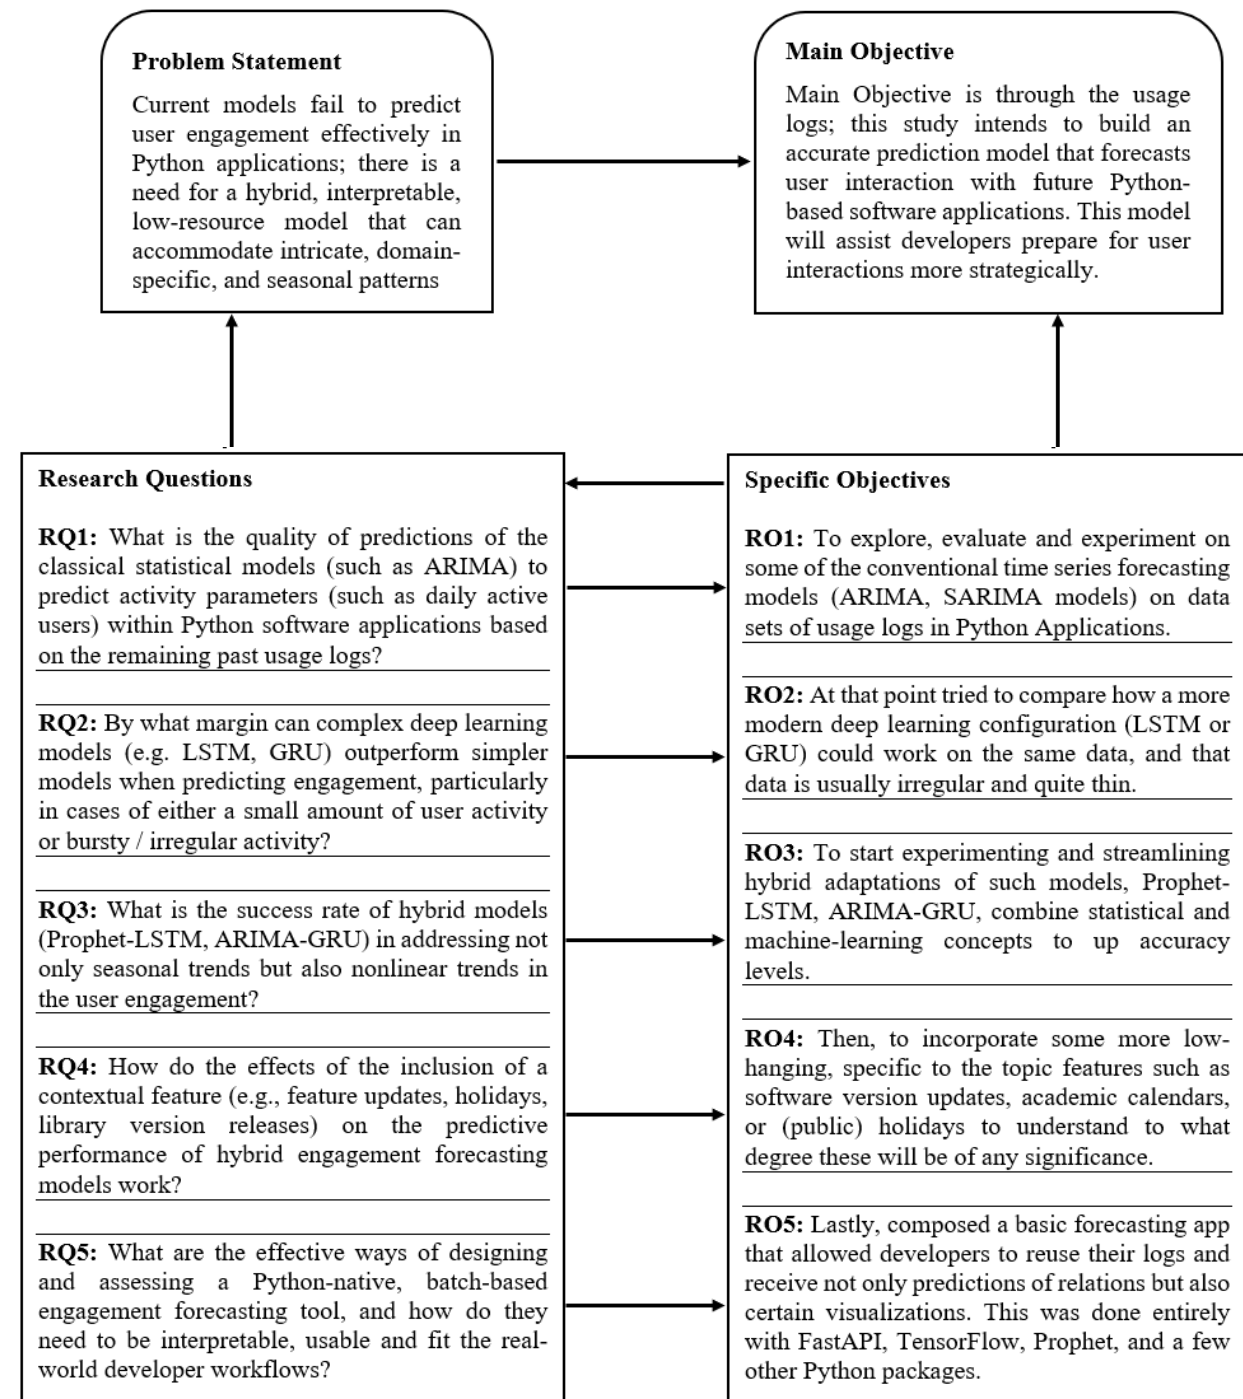 Problem Statement
Current models fail to predict
user engagement effectively in
Python applications; there is a
need for a hybrid, interpretable,
low-resource model that can
accommodate intricate, domain-
specific, and seasonal patterns
Main Objective
Main Objective is through the usage
logs; this study intends to build an
accurate prediction model that forecasts
user interaction with future Python-
based software applications. This model
will assist developers prepare for user
interactions more strategically.
Research Questions
RQ1: What is the quality of predictions of the
classical statistical models (such as ARIMA) to
predict activity parameters (such as daily active
users) within Python software applications based
on the remaining past usage logs?
RQ2: By what margin can complex deep learning
models (e.g. LSTM, GRU) outperform simpler
models when predicting engagement, particularly
in cases of either a small amount of user activity
or bursty / irregular activity?
RQ3: What is the success rate of hybrid models
(Prophet-LSTM, ARIMA-GRU) in addressing not
only seasonal trends but also nonlinear trends in
the user engagement?
RQ4: How do the effects of the inclusion of a
contextual feature (e.g., feature updates, holidays,
library version releases) on the predictive
performance of hybrid engagement forecasting
models work?
RQ5: What are the effective ways of designing
and assessing a Python-native, batch-based
engagement forecasting tool, and how do they
need to be interpretable, usable and fit the real-
world developer workflows?
Specific Objectives
RO1: To explore, evaluate and experiment on
some of the conventional time series forecasting
models (ARIMA, SARIMA models) on data
sets of usage logs in Python Applications.
RO2: At that point tried to compare how a more
modern deep learning configuration (LSTM or
GRU) could work on the same data, and that
data is usually irregular and quite thin.
RO3: To start experimenting and streamlining
hybrid adaptations of such models, Prophet-
LSTM, ARIMA-GRU, combine statistical and
machine-learning concepts to up accuracy
levels.
RO4: Then, to incorporate some more low-
hanging, specific to the topic features such as
software version updates, academic calendars,
or (public) holidays to understand to what
degree these will be of any significance.
RO5: Lastly, composed a basic forecasting app
that allowed developers to reuse their logs and
receive not only predictions of relations but also
certain visualizations. This was done entirely
with FastAPI, TensorFlow, Prophet, and a few
other Python packages.